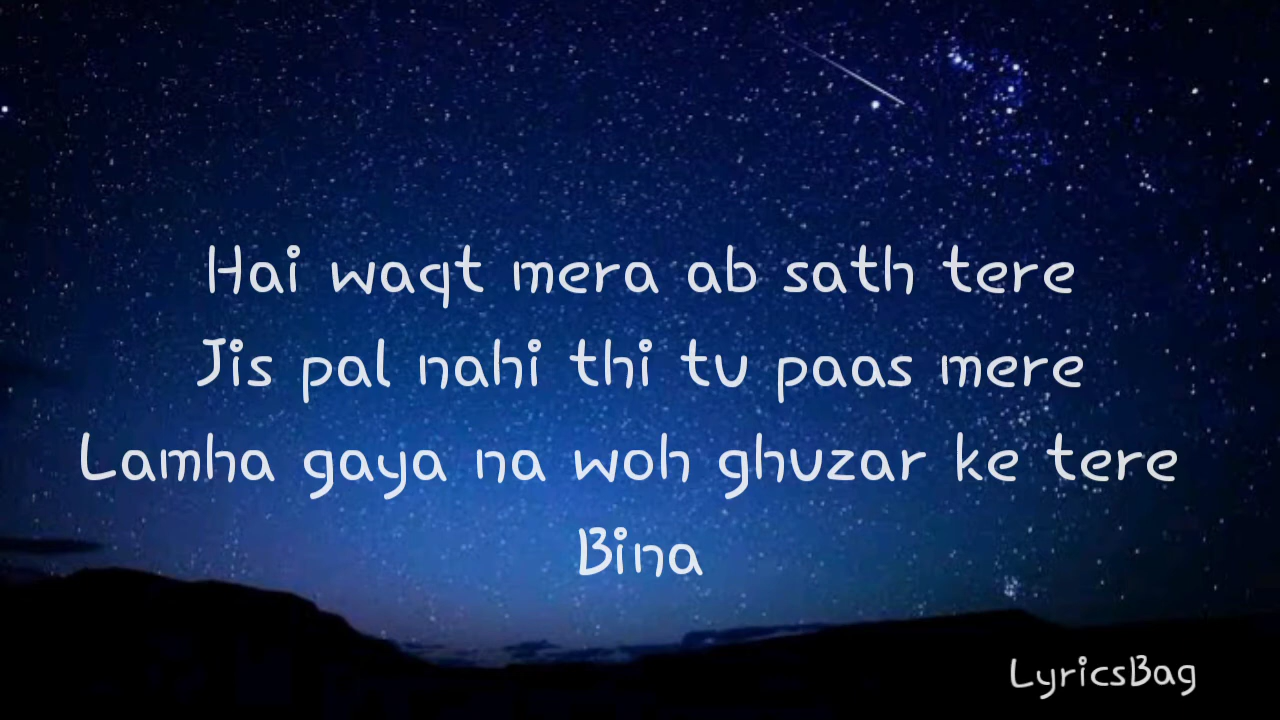 Hai waqt mera ab sath tere
Jis pal nahi thi tu paas mere
Lamha gaya na woh ghuzar ke tere
Bina
LyricsBag